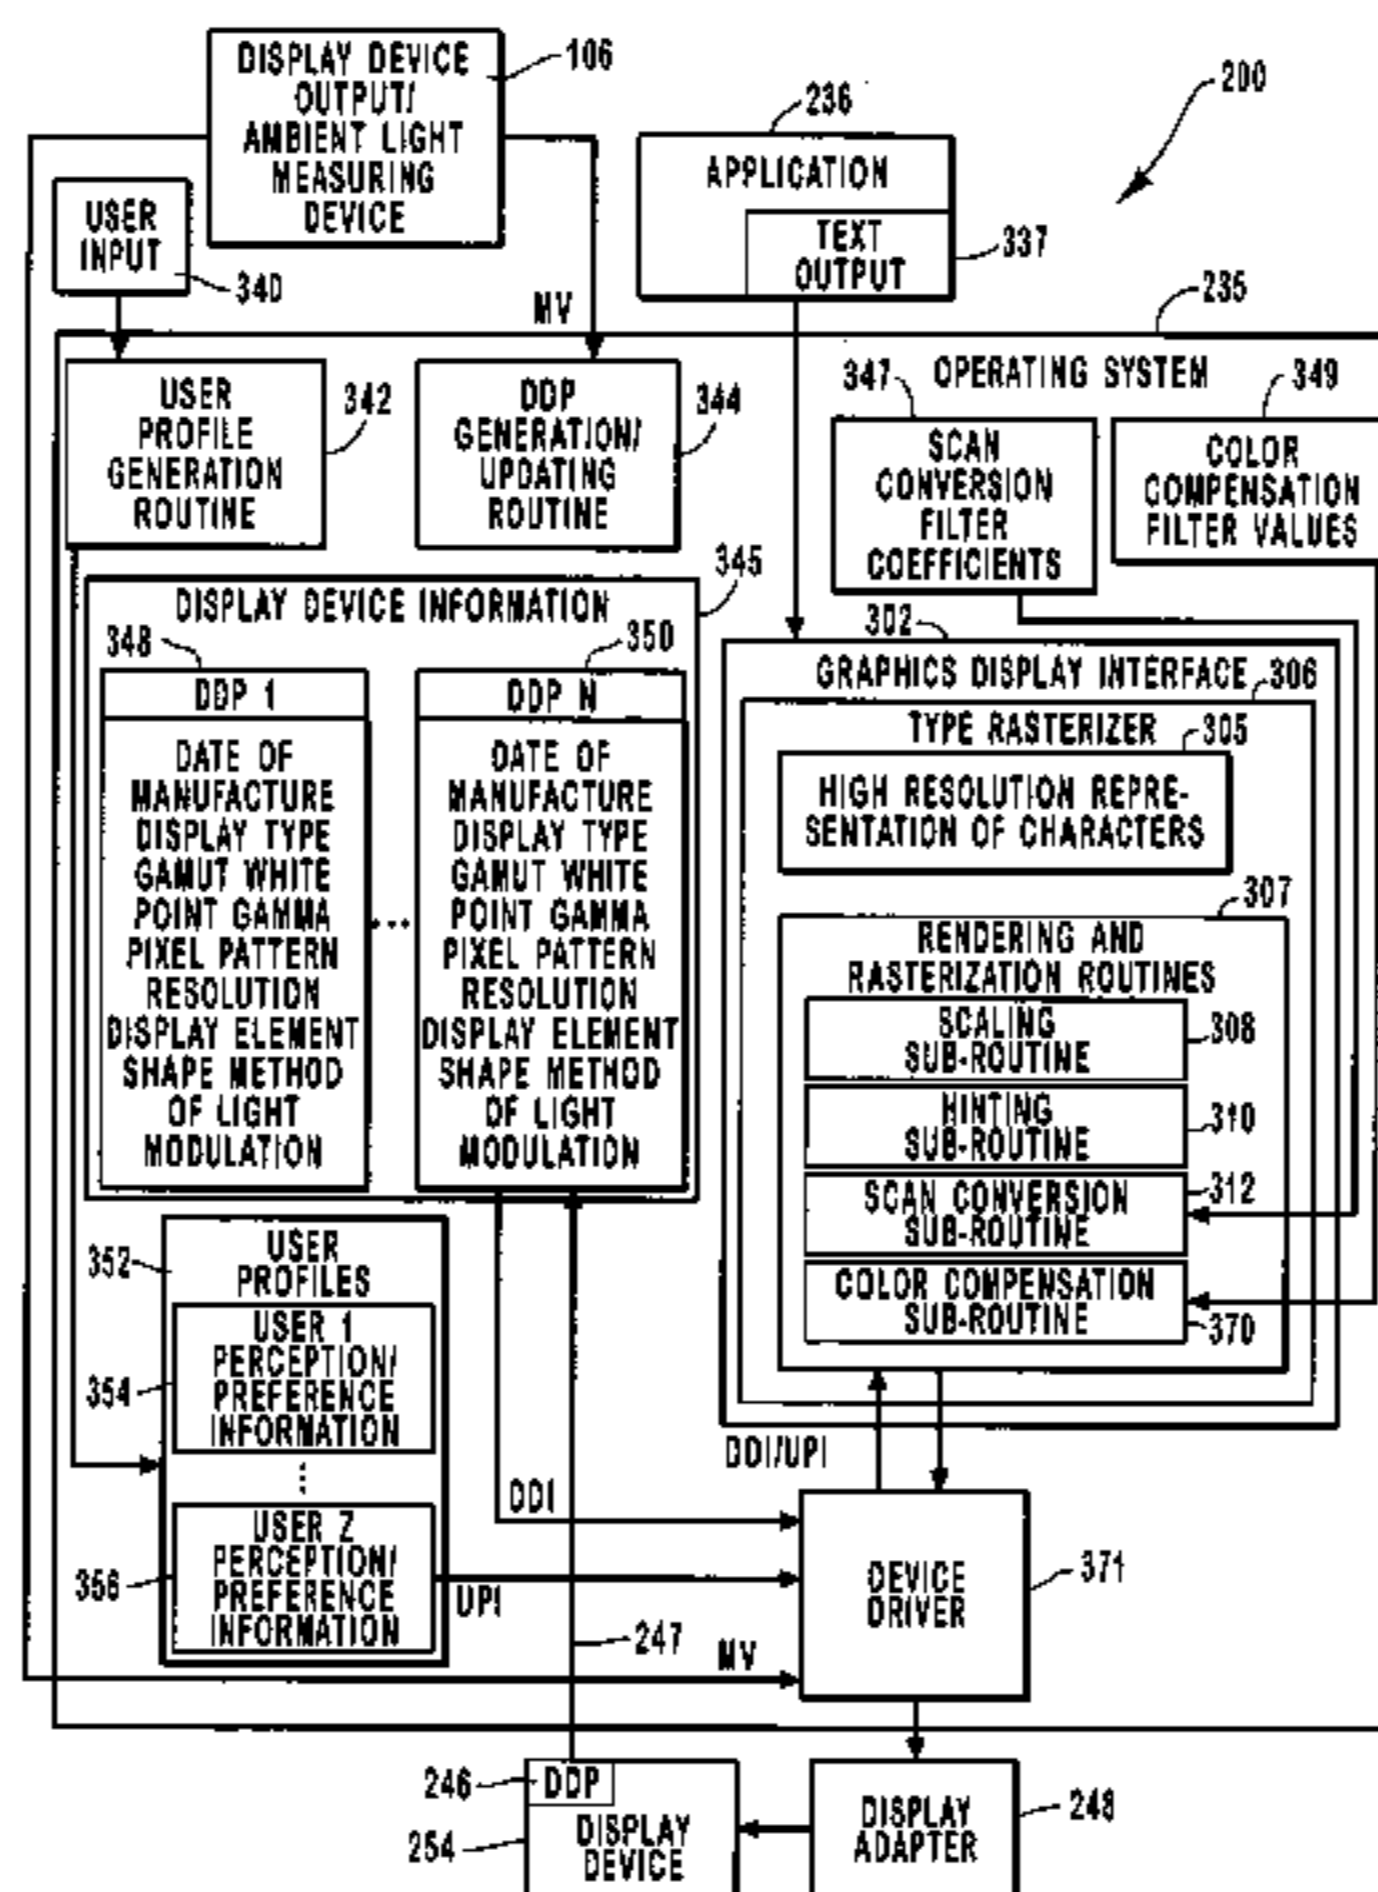 DISPLAY DEVICE
OUTPUT/
AMBIENT LIGHT
MEASURING
DEVICE
106
236
200
USER
INPUT
340
APPLICATION
TEXT
OUTPUT
337
MV
235
USER
PROFILE
GENERATION
ROUTINE
342
DDP
GENERATION/
UPDATING
ROUTINE
344
OPERATING SYSTEM
347
SCAN
CONVERSION
FILTER
COEFFICIENTS
349
COLOR
COMPENSATION
FILTER VALUES
345
DISPLAY DEVICE INFORMATION
348
DDP 1
DATE OF
MANUFACTURE
DISPLAY TYPE
GAMUT WHITE
POINT GAMMA
PIXEL PATTERN
RESOLUTION
DISPLAY ELEMENT
SHAPE METHOD
OF LIGHT
MODULATION
...
350
DDP N
DATE OF
MANUFACTURE
DISPLAY TYPE
GAMUT WHITE
POINT GAMMA
PIXEL PATTERN
RESOLUTION
DISPLAY ELEMENT
SHAPE METHOD
OF LIGHT
MODULATION
302
GRAPHICS DISPLAY INTERFACE
306
TYPE RASTERIZER
305
HIGH RESOLUTION REPRE-
SENTATION OF CHARACTERS
307
RENDERING AND
RASTERIZATION ROUTINES
SCALING
SUB-ROUTINE
308
HINTING
SUB-ROUTINE
310
SCAN CONVERSION
SUB-ROUTINE
312
COLOR COMPENSATION
SUB-ROUTINE
370
352
USER
PROFILES
354
USER 1
PERCEPTION/
PREFERENCE
INFORMATION
356
USER Z
PERCEPTION/
PREFERENCE
INFORMATION
DDI
UPI
247
MV
DDI/UPI
DEVICE
DRIVER
371
246
DDP
254
DISPLAY
DEVICE
DISPLAY
ADAPTER
248